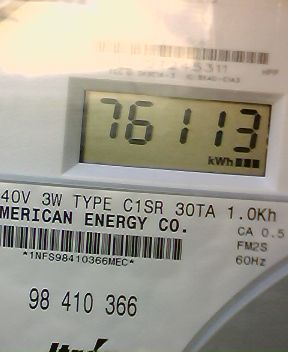 76113
kWh
40V 3W TYPE C1SR 30TA 1.0Kh
MERICAN ENERGY CO.
CA 0.5
FM2S
60Hz
*1NFS98410366MEC*
98 410 366